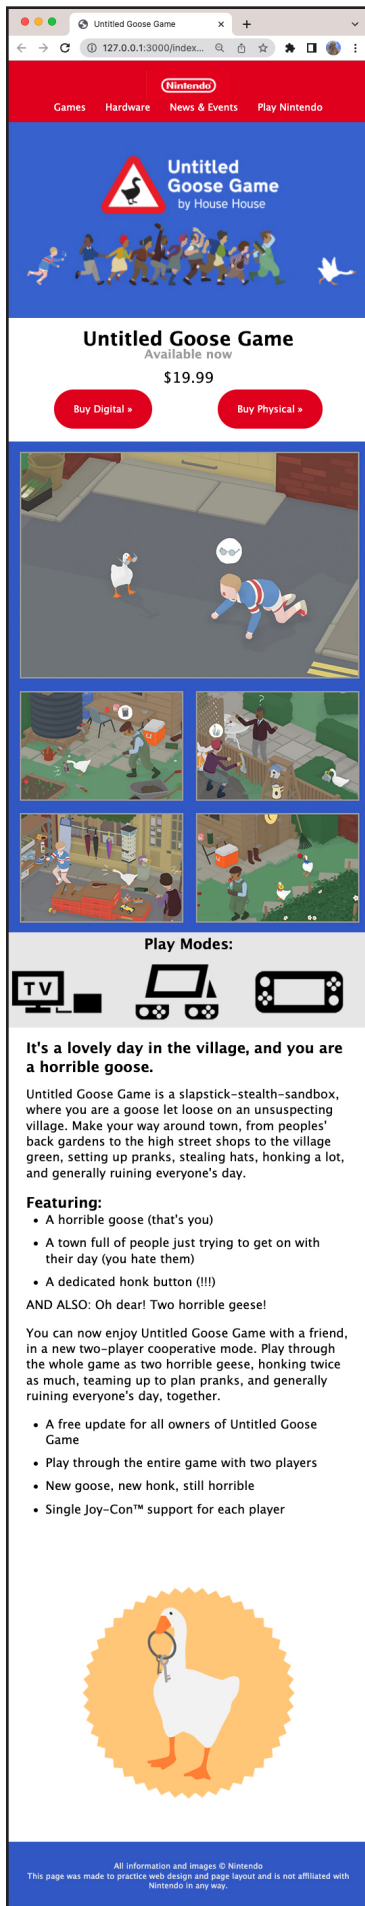 Untitled Goose Game
127.0.0.1:3000/index...
Nintendo
Games Hardware News & Events Play Nintendo
Untitled
Goose Game
by House House
Untitled Goose Game
Available now
$19.99
Buy Digital » Buy Physical »
?
Play Modes:
TV
It's a lovely day in the village, and you are
a horrible goose.
Untitled Goose Game is a slapstick-stealth-sandbox,
where you are a goose let loose on an unsuspecting
village. Make your way around town, from peoples'
back gardens to the high street shops to the village
green, setting up pranks, stealing hats, honking a lot,
and generally ruining everyone's day.
Featuring:
• A horrible goose (that's you)
• A town full of people just trying to get on with
their day (you hate them)
• A dedicated honk button (!!!)
AND ALSO: Oh dear! Two horrible geese!
You can now enjoy Untitled Goose Game with a friend,
in a new two-player cooperative mode. Play through
the whole game as two horrible geese, honking twice
as much, teaming up to plan pranks, and generally
ruining everyone's day, together.
• A free update for all owners of Untitled Goose
Game
• Play through the entire game with two players
• New goose, new honk, still horrible
• Single Joy-Con™ support for each player
All information and images © Nintendo
This page was made to practice web design and page layout and is not affiliated with
Nintendo in any way.